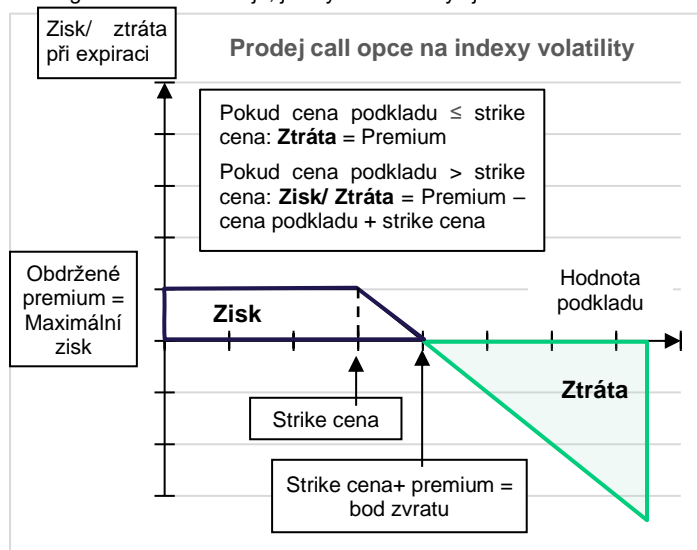 Zisk/ ztráta
při expiraci
Prodej call opce na indexy volatility
Pokud cena podkladu ≤ strike
cena: Ztráta = Premium
Pokud cena podkladu > strike
cena: Zisk/ Ztráta = Premium –
cena podkladu + strike cena
Obdržené
premium =
Maximální
zisk
Zisk
Hodnota
podkladu
Ztráta
Strike cena
Strike cena+ premium =
bod zvratu